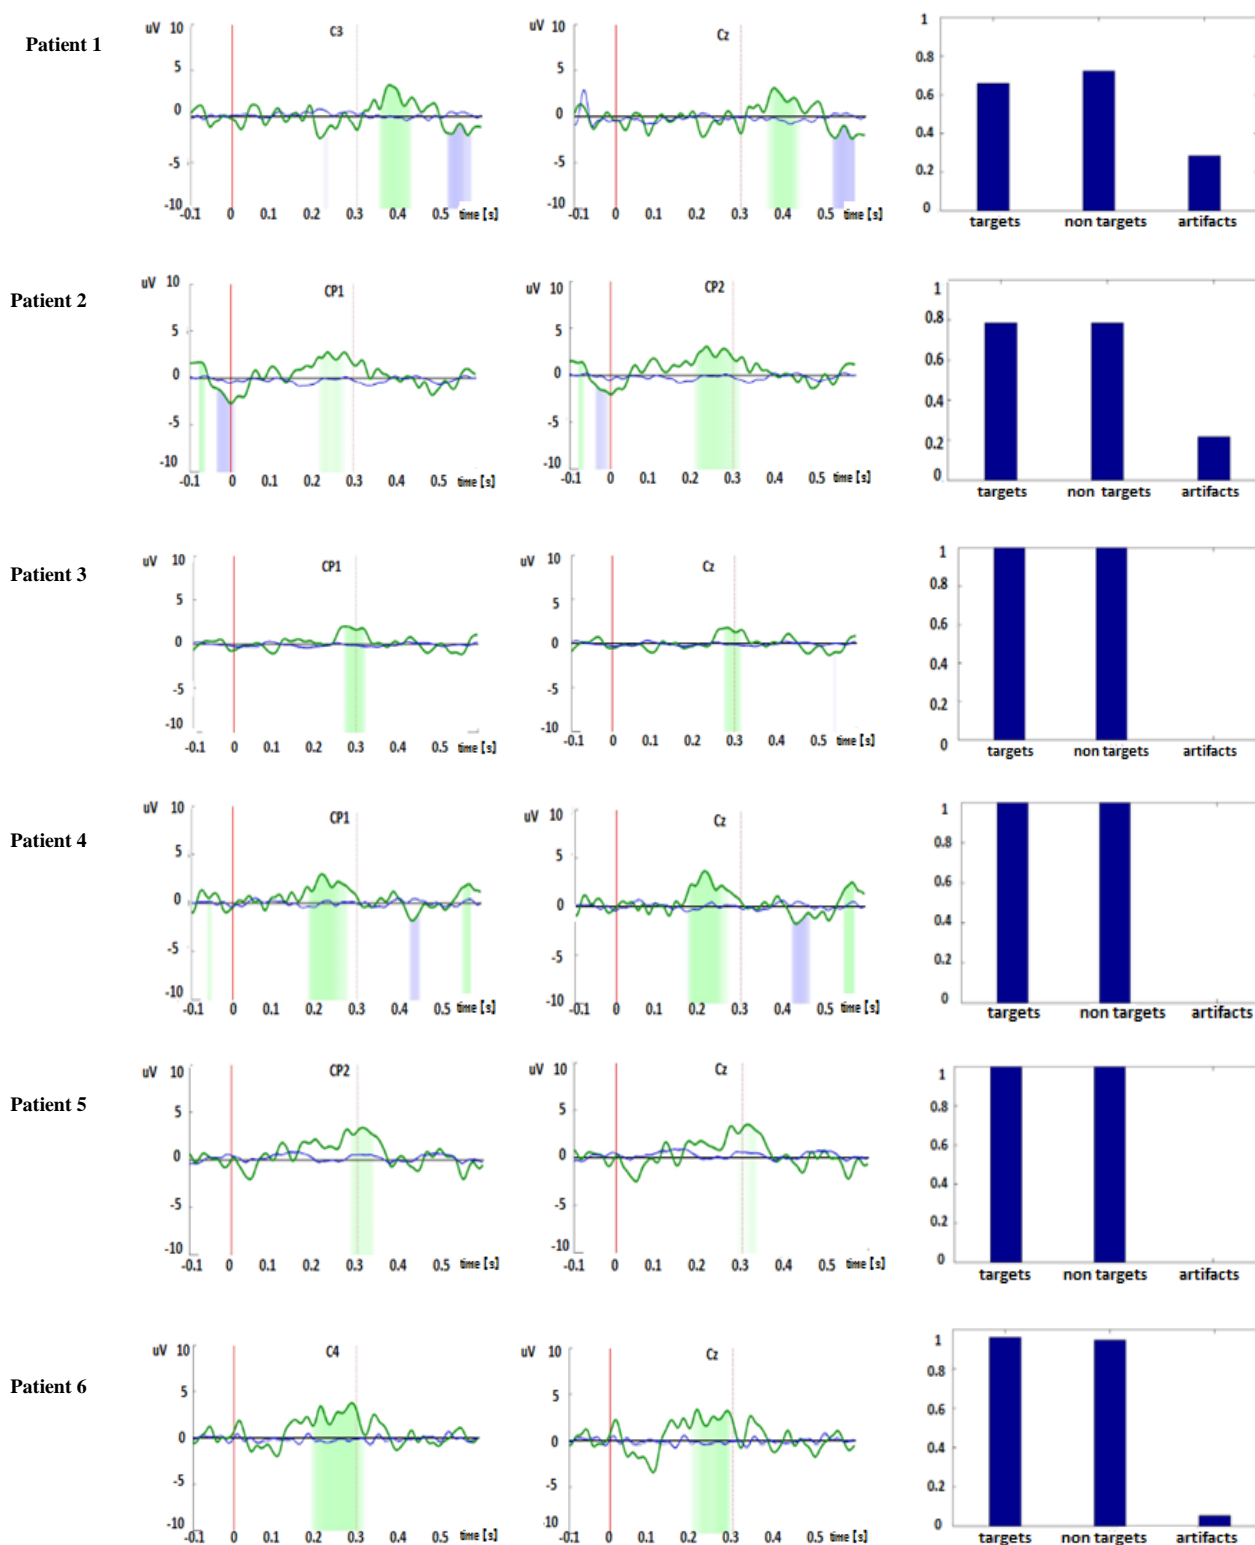 Patient 1
uV 10 5 0 -5 -10
C3
-0.1 0 0.1 0.2 0.3 0.4 0.5 time [s]
uV 10 5 0 -5 -10
Cz
-0.1 0 0.1 0.2 0.3 0.4 0.5 time [s]
1 0.8 0.6 0.4 0.2 0
targets non targets artifacts
Patient 2
uV 10 5 0 -5 -10
CP1
-0.1 0 0.1 0.2 0.3 0.4 0.5 time [s]
uV 10 5 0 -5 -10
CP2
-0.1 0 0.1 0.2 0.3 0.4 0.5 time [s]
1 0.8 0.6 0.4 0.2 0
targets non targets artifacts
Patient 3
uV 10 5 0 -5 -10
CP1
-0.1 0 0.1 0.2 0.3 0.4 0.5 time [s]
uV 10 5 0 -5 -10
Cz
-0.1 0 0.1 0.2 0.3 0.4 0.5 time [s]
1 0.8 0.6 0.4 0.2 0
targets non targets artifacts
Patient 4
uV 10 5 0 -5 -10
CP1
-0.1 0 0.1 0.2 0.3 0.4 0.5 time [s]
uV 10 5 0 -5 -10
Cz
-0.1 0 0.1 0.2 0.3 0.4 0.5 time [s]
1 0.8 0.6 0.4 0.2 0
targets non targets artifacts
Patient 5
uV 10 5 0 -5 -10
CP2
-0.1 0 0.1 0.2 0.3 0.4 0.5 time [s]
uV 10 5 0 -5 -10
Cz
-0.1 0 0.1 0.2 0.3 0.4 0.5 time [s]
1 0.8 0.6 0.4 0.2 0
targets non targets artifacts
Patient 6
uV 10 5 0 -5 -10
C4
-0.1 0 0.1 0.2 0.3 0.4 0.5 time [s]
uV 10 5 0 -5 -10
Cz
-0.1 0 0.1 0.2 0.3 0.4 0.5 time [s]
1 0.8 0.6 0.4 0.2 0
targets non targets artifacts